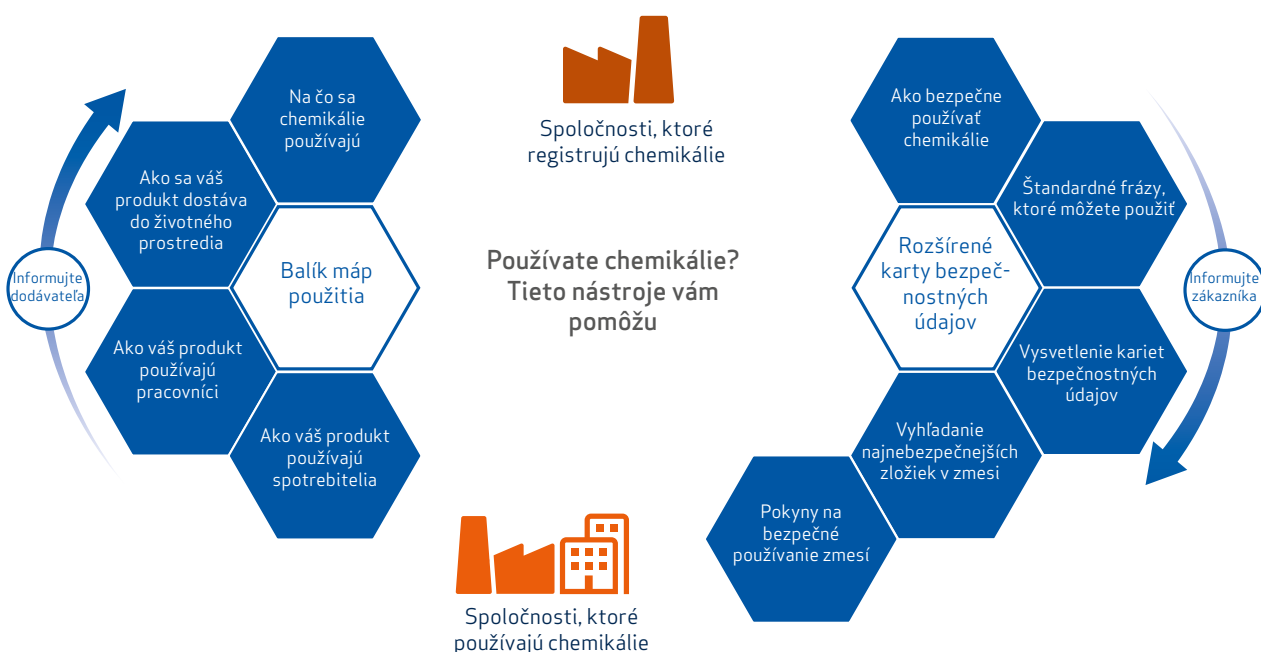 Na čo sa
chemikálie
používajú
Ako sa váš
produkt dostáva
do životného
prostredia
Informujte
dodávateľa
Balík máp
použitia
Ako váš produkt
používajú
pracovníci
Ako váš produkt
používajú
spotrebitelia
Spoločnosti, ktoré
registrujú chemikálie
Používate chemikálie?
Tieto nástroje vám
pomôžu
Spoločnosti, ktoré
používajú chemikálie
Ako bezpečne
používať
chemikálie
Štandardné frázy,
ktoré môžete použiť
Rozšírené
karty bezpeč-
nostných
údajov
Informujte
zákazníka
Vysvetlenie kariet
bezpečnostných
údajov
Vyhľadanie
najnebezpečnejších
zložiek v zmesi
Pokyny na
bezpečné
používanie zmesí